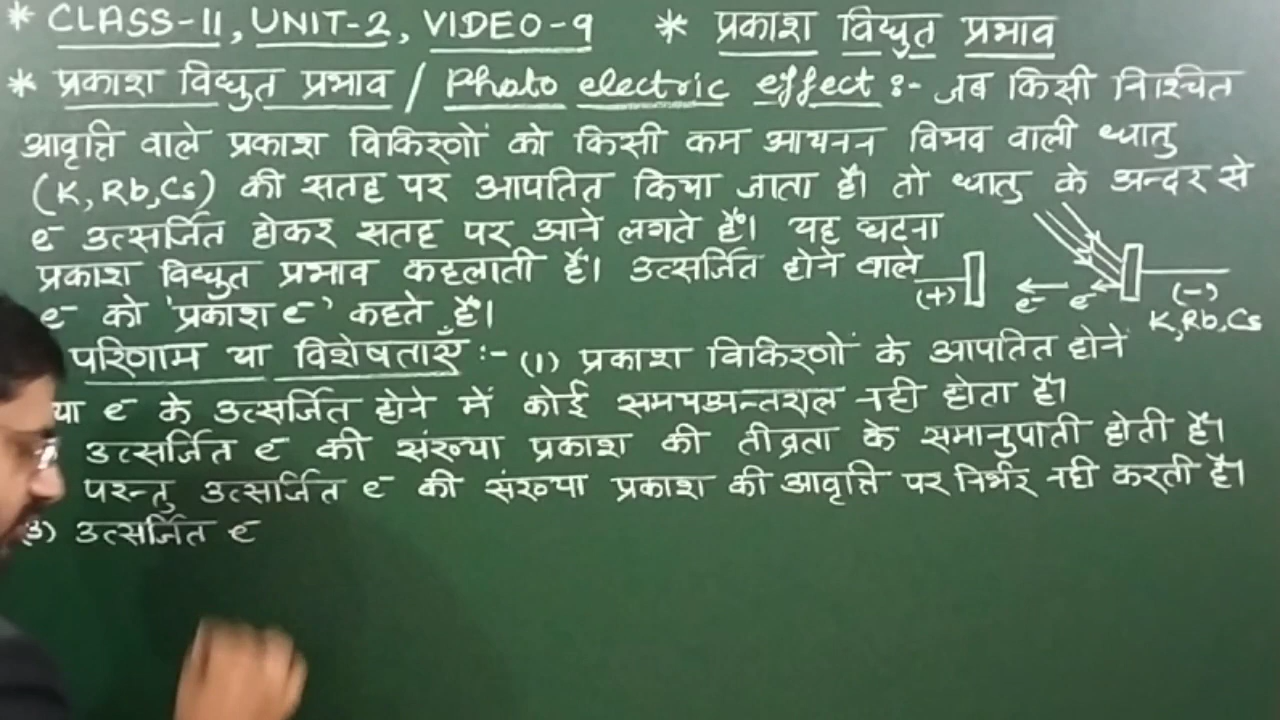 * CLASS-11, UNIT-2, VIDEO-9 * प्रकाश विद्युत प्रभाव
* प्रकाश विद्युत प्रभाव / Photo electric effect :- जब किसी निश्चित
आवृत्ति वाले प्रकाश विकिरणों को किसी कम आयनन विभव वाली धातु
(K, Rb, Cs) की सतह पर आपतित किया जाता है। तो धातु के अन्दर से
e⁻ उत्सर्जित होकर सतह पर आने लगते हैं। यह घटना
प्रकाश विद्युत प्रभाव कहलाती है। उत्सर्जित होने वाले
e⁻ को 'प्रकाश e⁻' कहते हैं।
(+) e⁻ e⁻ (-)
K, Rb, Cs
परिणाम या विशेषताएँ :- (1) प्रकाश विकिरणों के आपतित होने
या e⁻ के उत्सर्जित होने में कोई समयअन्तराल नही होता है।
उत्सर्जित e⁻ की संख्या प्रकाश की तीव्रता के समानुपाती होती है।
परन्तु उत्सर्जित e⁻ की संख्या प्रकाश की आवृत्ति पर निर्भर नही करती है।
(3) उत्सर्जित e⁻